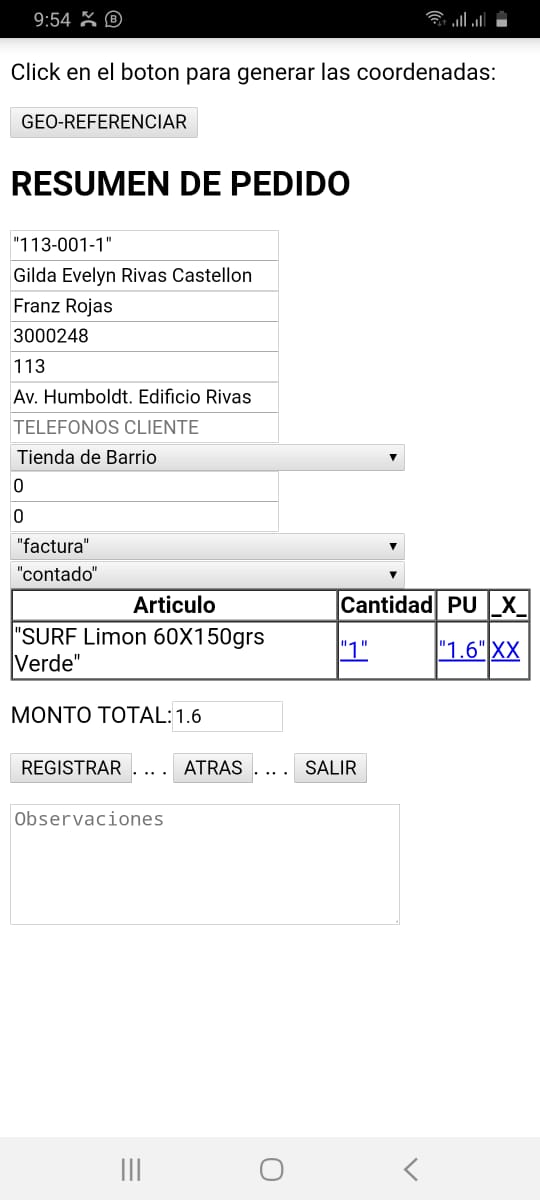 9:54
Click en el boton para generar las coordenadas:
GEO-REFERENCIAR
RESUMEN DE PEDIDO
"113-001-1"
Gilda Evelyn Rivas Castellon
Franz Rojas
3000248
113
Av. Humboldt. Edificio Rivas
TELEFONOS CLIENTE
Tienda de Barrio
0
0
"factura"
"contado"
Articulo Cantidad PU _X_
"SURF Limon 60X150grs
Verde" "1" "1.6" XX
MONTO TOTAL: 1.6
REGISTRAR . .. . ATRAS . .. . SALIR
Observaciones